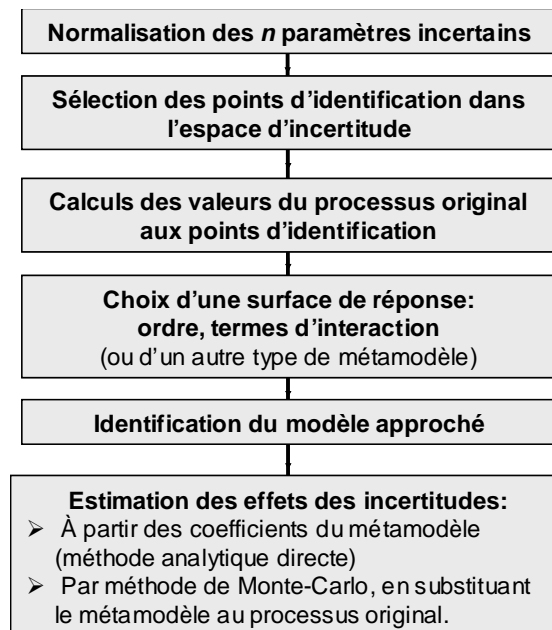 Normalisation des n paramètres incertains
Sélection des points d'identification dans
l'espace d'incertitude
Calculs des valeurs du processus original
aux points d'identification
Choix d'une surface de réponse:
ordre, termes d'interaction
(ou d'un autre type de métamodèle)
Identification du modèle approché
Estimation des effets des incertitudes:
➢ À partir des coefficients du métamodèle
(méthode analytique directe)
➢ Par méthode de Monte-Carlo, en substituant
le métamodèle au processus original.